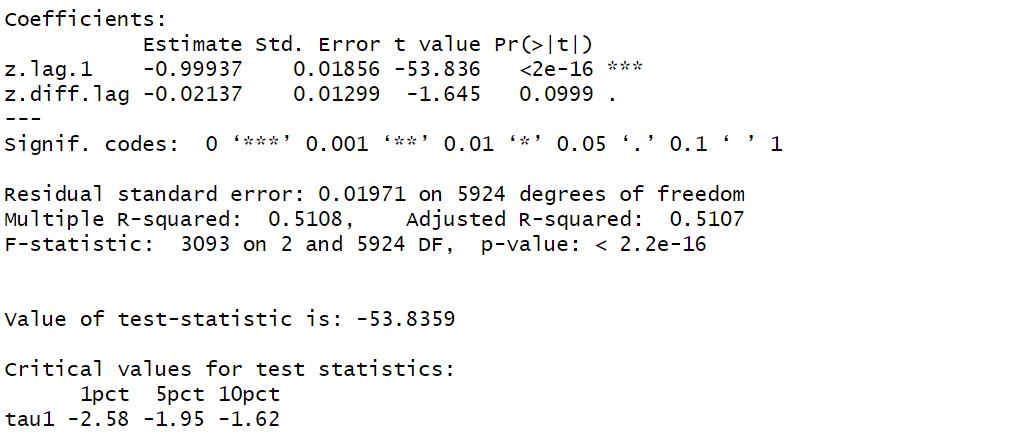 Coefficients:
            Estimate Std. Error t value Pr(>|t|)
z.lag.1    -0.99937    0.01856 -53.836   <2e-16 ***
z.diff.lag -0.02137    0.01299  -1.645   0.0999 .
---
Signif. codes:  0 ‘***’ 0.001 ‘**’ 0.01 ‘*’ 0.05 ‘.’ 0.1 ‘ ’ 1

Residual standard error: 0.01971 on 5924 degrees of freedom
Multiple R-squared:  0.5108,    Adjusted R-squared:  0.5107
F-statistic:  3093 on 2 and 5924 DF,  p-value: < 2.2e-16


Value of test-statistic is: -53.8359

Critical values for test statistics:
      1pct  5pct 10pct
tau1 -2.58 -1.95 -1.62